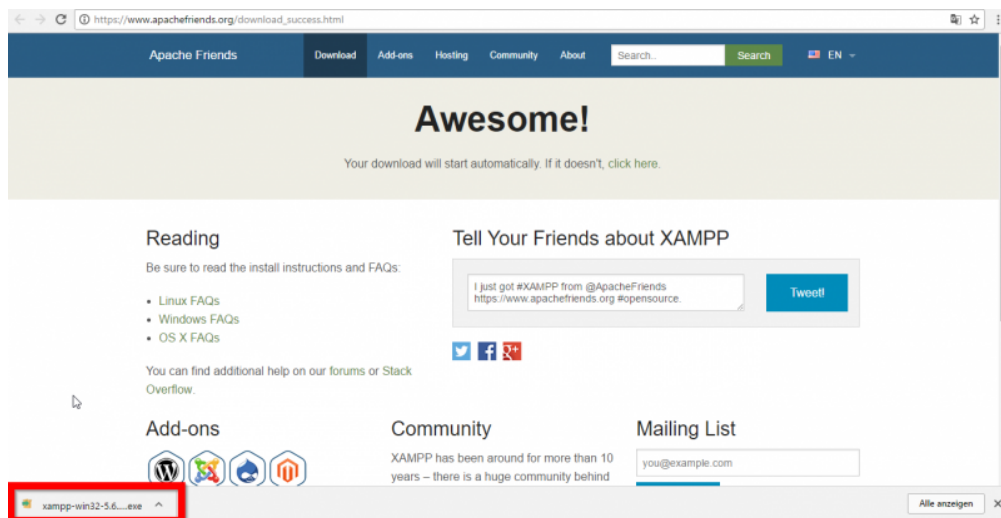 https://www.apachefriends.org/download_success.html
Apache Friends Download Add-ons Hosting Community About Search.. Search EN
Awesome!
Your download will start automatically. If it doesn't, click here.
Reading
Be sure to read the install instructions and FAQs:
• Linux FAQs
• Windows FAQs
• OS X FAQs
You can find additional help on our forums or Stack
Overflow.
Tell Your Friends about XAMPP
I just got #XAMPP from @ApacheFriends
https://www.apachefriends.org #opensource.
Tweet!
Add-ons
Community
XAMPP has been around for more than 10
years – there is a huge community behind
Mailing List
you@example.com
xampp-win32-5.6....exe
Alle anzeigen